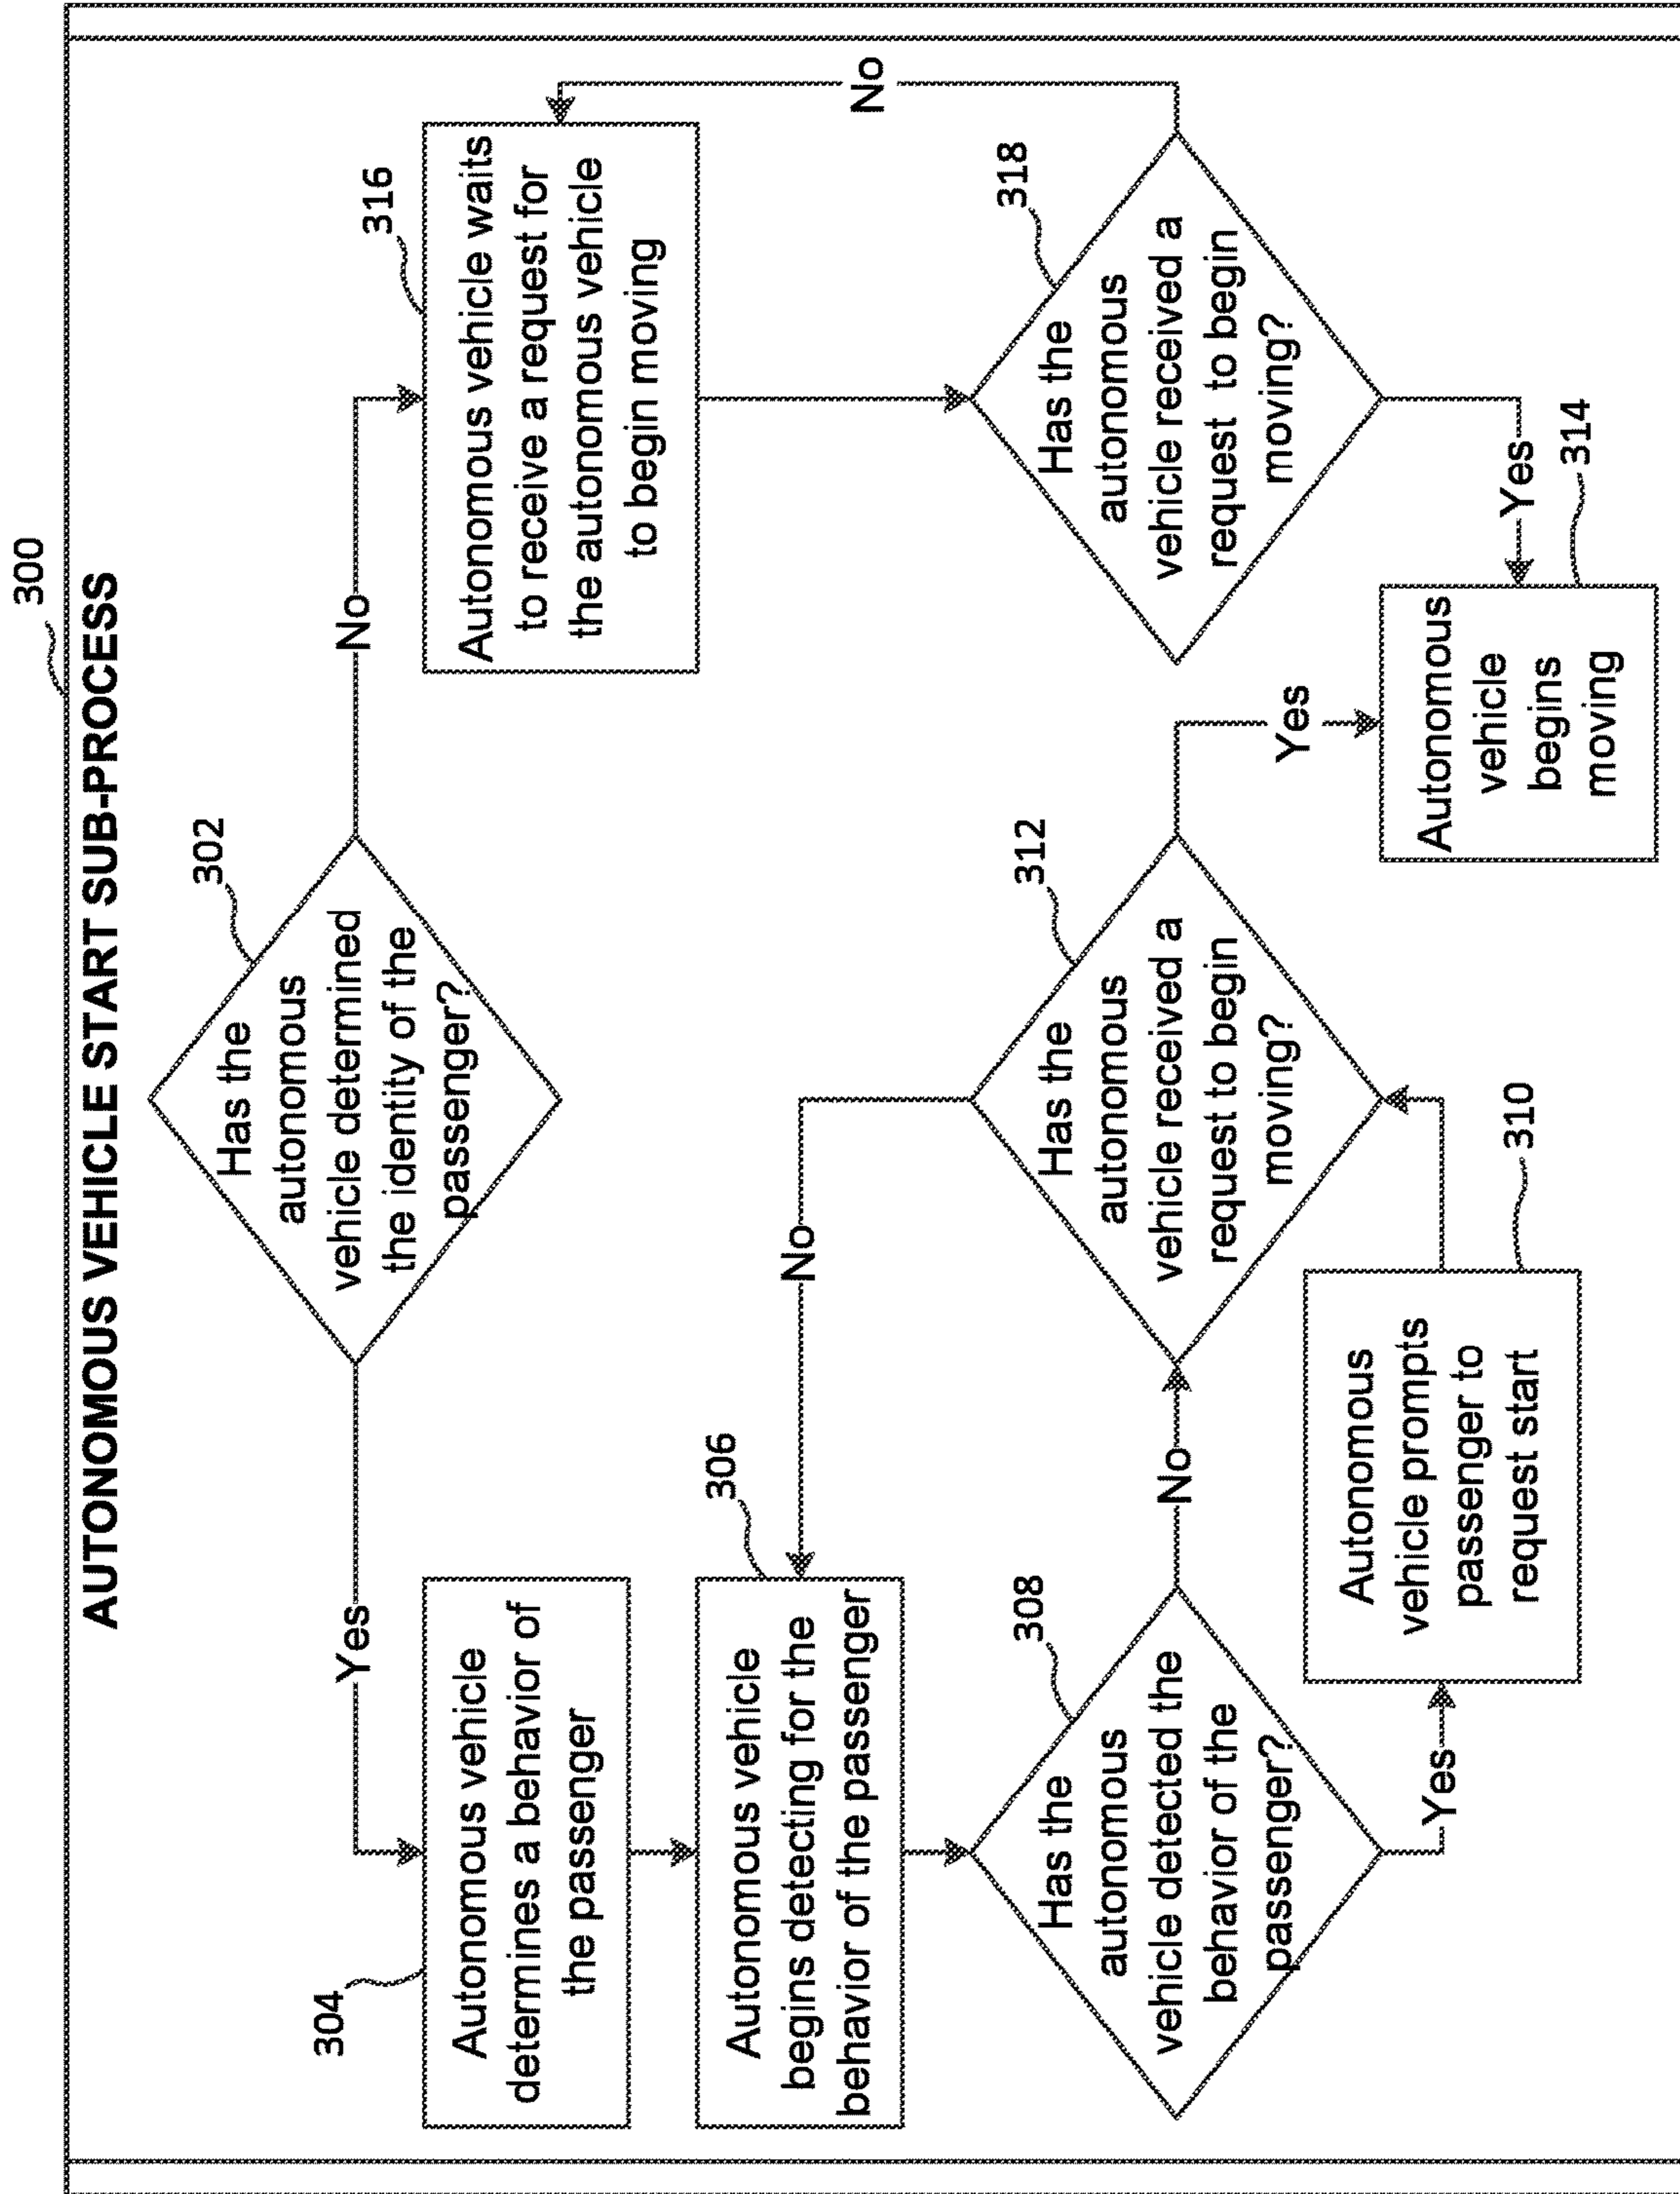 300
AUTONOMOUS VEHICLE START SUB-PROCESS
302
Has the
autonomous
vehicle determined
the identity of the
passenger?
Yes
No
304
Autonomous vehicle
determines a behavior of
the passenger
316
Autonomous vehicle waits
to receive a request for
the autonomous vehicle
to begin moving
306
Autonomous vehicle
begins detecting for the
behavior of the passenger
No
No
308
Has the
autonomous
vehicle detected the
behavior of the
passenger?
No
312
Has the
autonomous
vehicle received a
request to begin
moving?
318
Has the
autonomous
vehicle received a
request to begin
moving?
Yes
Autonomous
vehicle prompts
passenger to
request start
310
Yes
Autonomous
vehicle
begins
moving
Yes
314